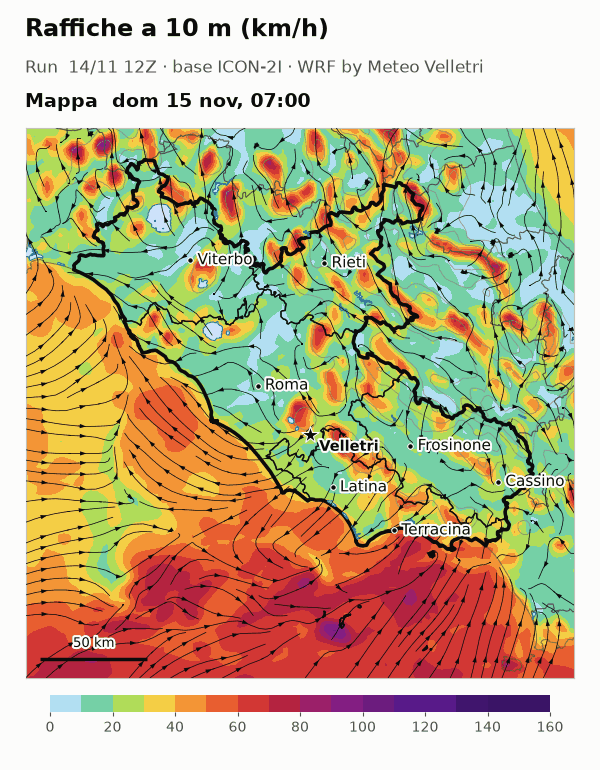 Raffiche a 10 m (km/h)
Run 14/11 12Z · base ICON-2I · WRF by Meteo Velletri
Mappa dom 15 nov, 07:00
Viterbo
Rieti
Roma
Velletri
Frosinone
Latina
Cassino
Terracina
50 km
0 20 40 60 80 100 120 140 160